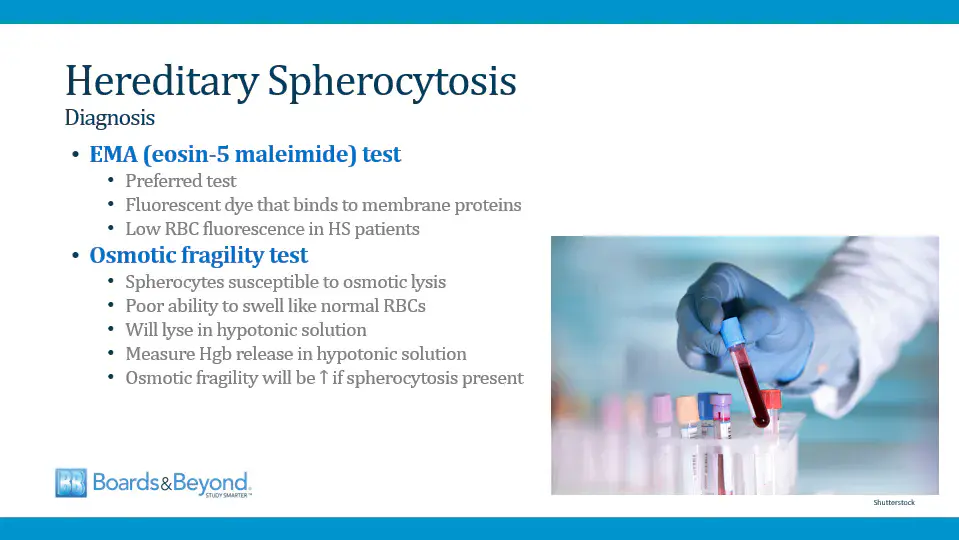 Hereditary Spherocytosis
Diagnosis
• EMA (eosin-5 maleimide) test
• Preferred test
• Fluorescent dye that binds to membrane proteins
• Low RBC fluorescence in HS patients
• Osmotic fragility test
• Spherocytes susceptible to osmotic lysis
• Poor ability to swell like normal RBCs
• Will lyse in hypotonic solution
• Measure Hgb release in hypotonic solution
• Osmotic fragility will be ↑ if spherocytosis present
BB Boards&Beyond.
STUDY SMARTER™
Shutterstock